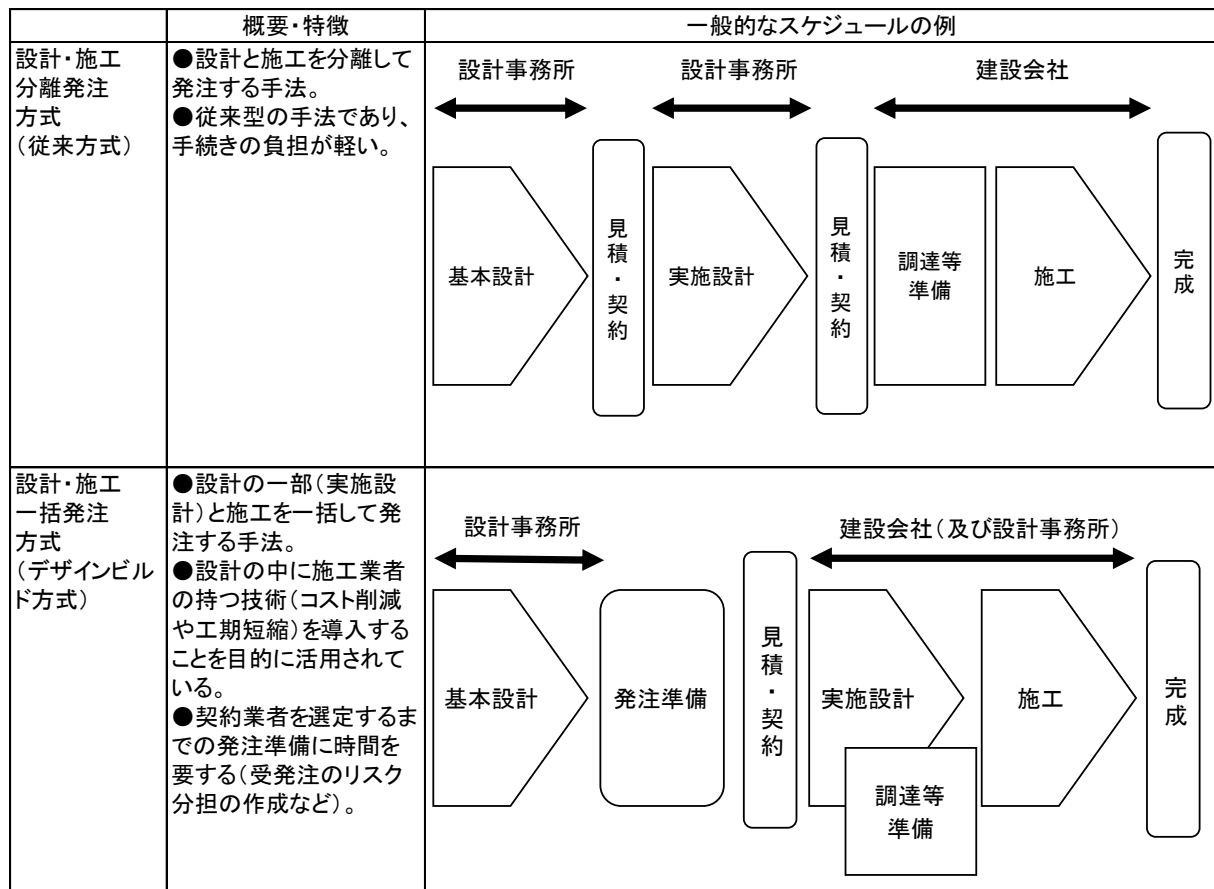 概要・特徴
一般的なスケジュールの例
設計・施工
分離発注
方式
（従来方式）
●設計と施工を分離して
発注する手法。
●従来型の手法であり、
手続きの負担が軽い。
設計事務所
設計事務所
建設会社
基本設計
見積・契約
実施設計
見積・契約
調達等
準備
施工
完成
設計・施工
一括発注
方式
（デザインビル
ド方式）
●設計の一部（実施設
計）と施工を一括して発
注する手法。
●設計の中に施工業者
の持つ技術（コスト削減
や工期短縮）を導入する
ことを目的に活用されて
いる。
●契約業者を選定するま
での発注準備に時間を
要する（受発注のリスク
分担の作成など）。
設計事務所
建設会社（及び設計事務所）
基本設計
発注準備
見積・契約
実施設計
調達等
準備
施工
完成